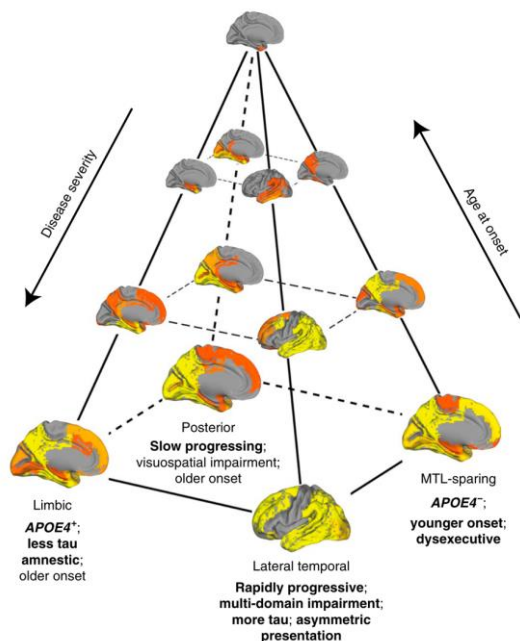 Disease severity
Age at onset
Posterior
Slow progressing;
visuospatial impairment;
older onset
Limbic
APOE4⁺;
less tau
amnestic;
older onset
MTL-sparing
APOE4⁻;
younger onset;
dysexecutive
Lateral temporal
Rapidly progressive;
multi-domain impairment;
more tau; asymmetric
presentation